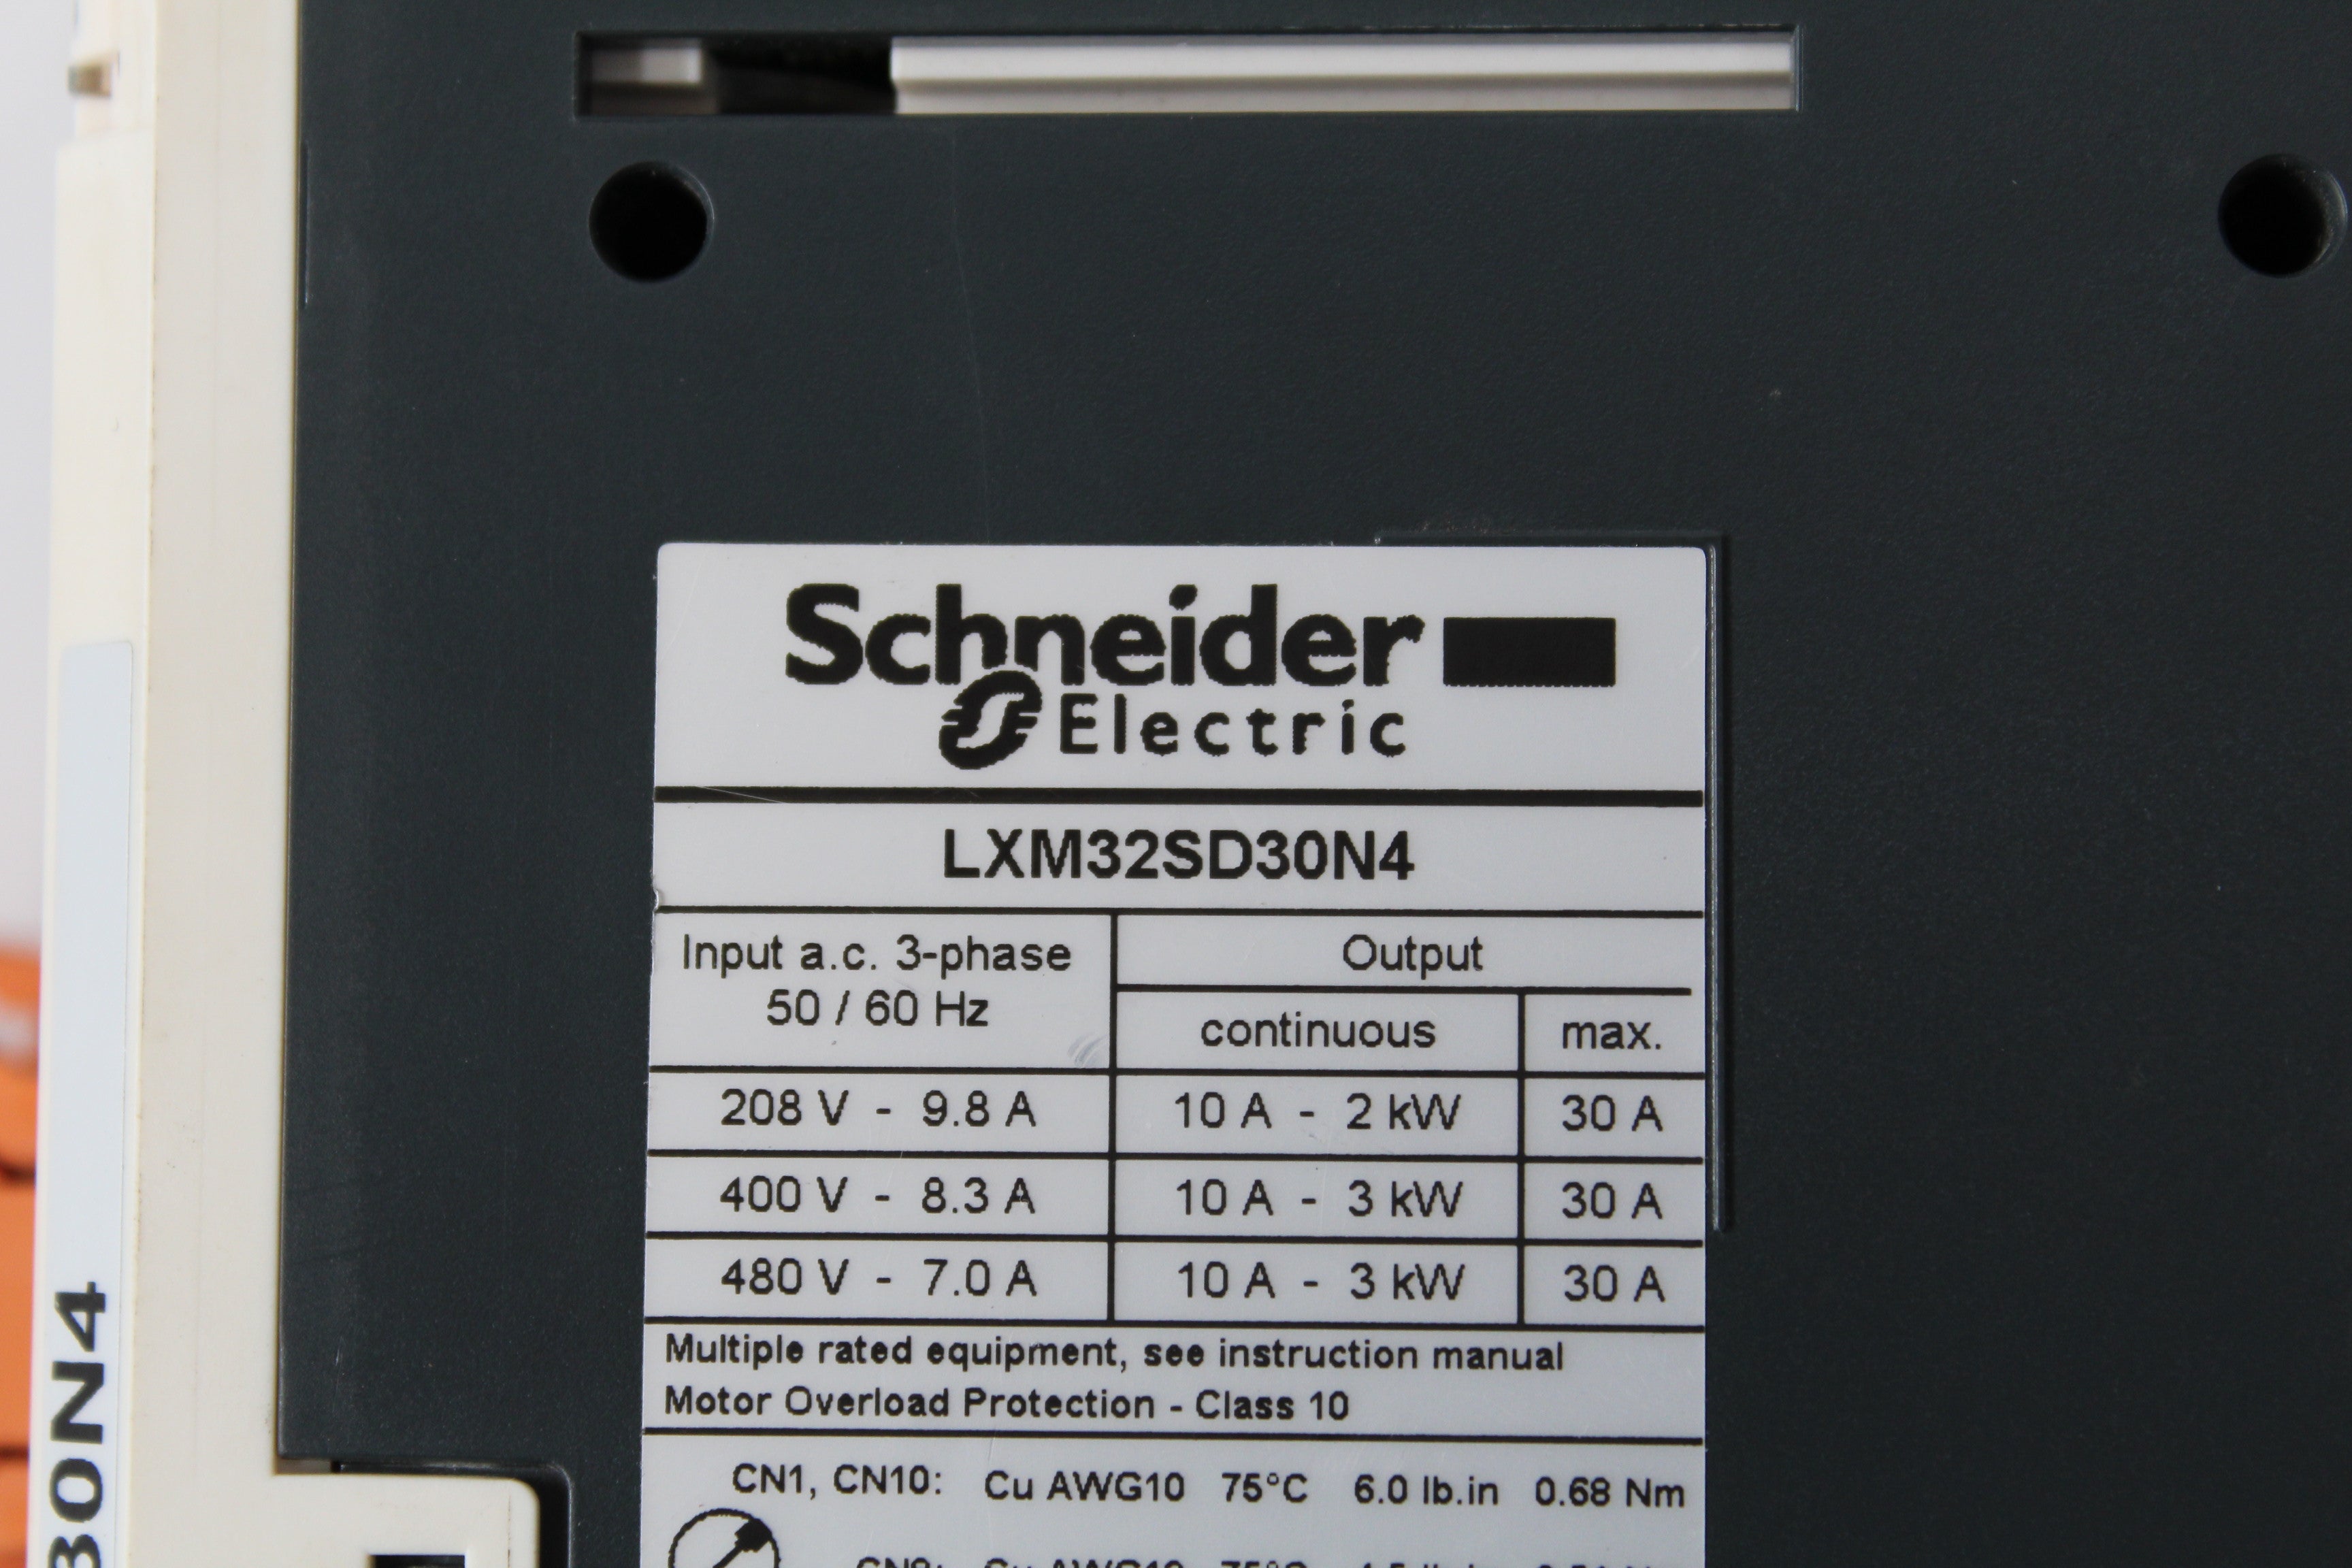 Schneider
Electric
LXM32SD30N4
Input a.c. 3-phase
50 / 60 Hz
Output
continuous
max.
208 V - 9.8 A
10 A - 2 kW
30 A
400 V - 8.3 A
10 A - 3 kW
30 A
480 V - 7.0 A
10 A - 3 kW
30 A
Multiple rated equipment, see instruction manual
Motor Overload Protection - Class 10
CN1, CN10: Cu AWG10 75°C 6.0 lb.in 0.68 Nm
30N4